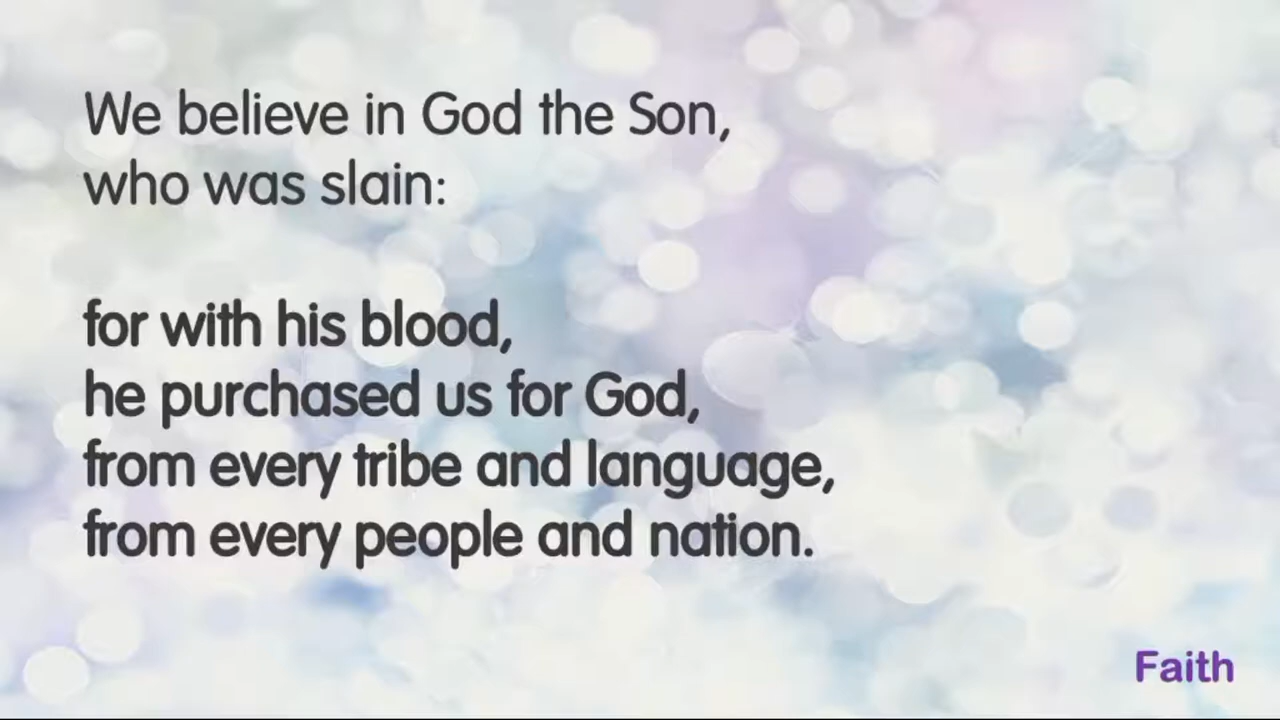 We believe in God the Son,
who was slain:
for with his blood,
he purchased us for God,
from every tribe and language,
from every people and nation.
Faith